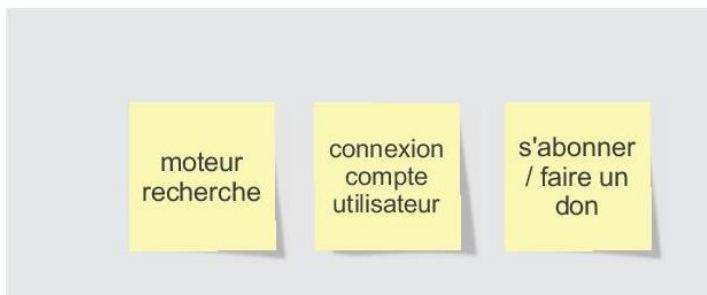 moteur
recherche
connexion
compte
utilisateur
s'abonner
/ faire un
don